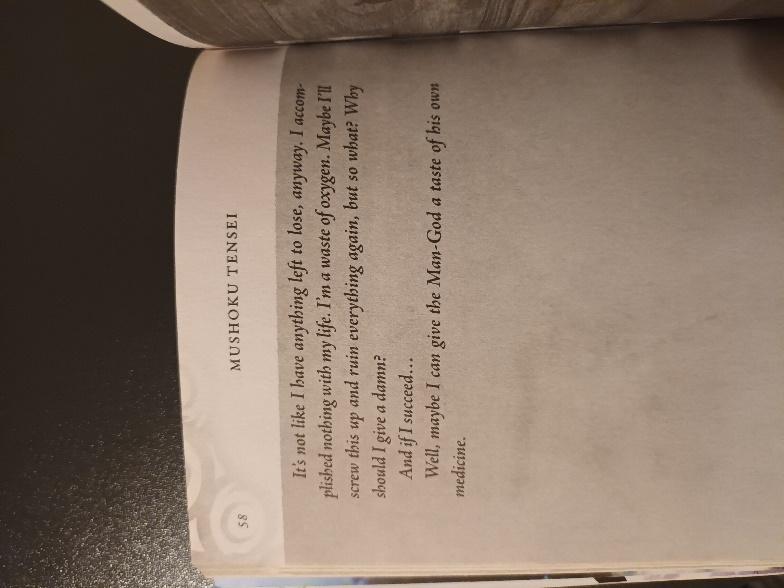 58
MUSHOKU TENSEI
It's not like I have anything left to lose, anyway. I accom-
plished nothing with my life. I'm a waste of oxygen. Maybe I'll
screw this up and ruin everything again, but so what? Why
should I give a damn?
And if I succeed…
Well, maybe I can give the Man-God a taste of his own
medicine.